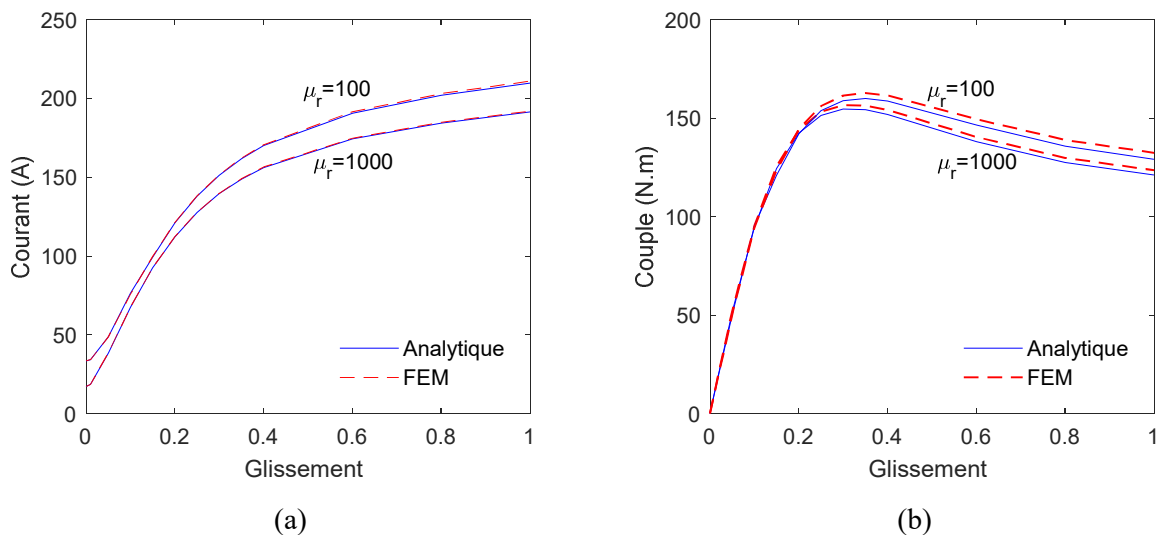 250
200
150
100
50
0
Courant (A)
μr=100
μr=1000
Analytique
FEM
0 0.2 0.4 0.6 0.8 1
Glissement
(a)
200
150
100
50
0
Couple (N.m)
μr=100
μr=1000
Analytique
FEM
0 0.2 0.4 0.6 0.8 1
Glissement
(b)